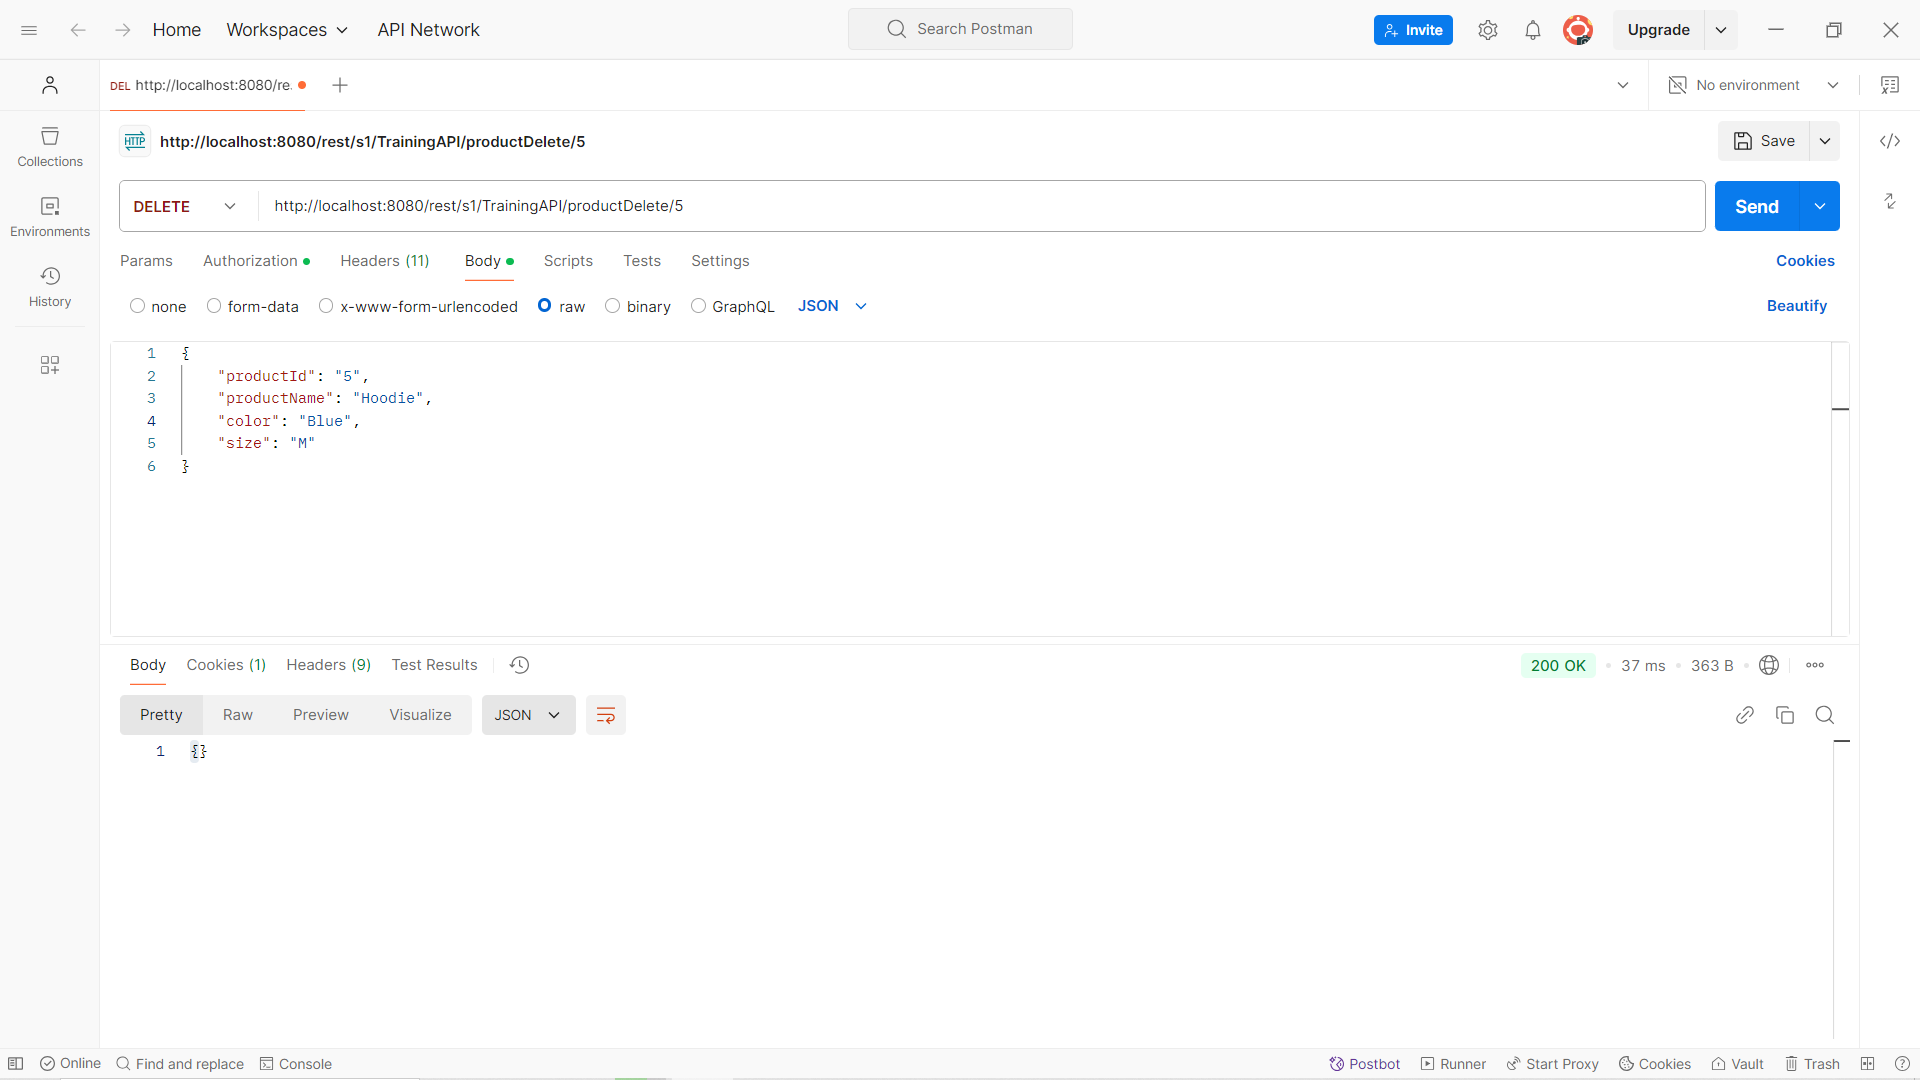 Home Workspaces API Network Search Postman Invite Upgrade
DEL http://localhost:8080/re. No environment
HTTP http://localhost:8080/rest/s1/TrainingAPI/productDelete/5 Save
Collections
Environments
History
DELETE http://localhost:8080/rest/s1/TrainingAPI/productDelete/5 Send
Params Authorization Headers (11) Body Scripts Tests Settings Cookies
none form-data x-www-form-urlencoded raw binary GraphQL JSON Beautify
1 {
2 "productId": "5",
3 "productName": "Hoodie",
4 "color": "Blue",
5 "size": "M"
6 }
Body Cookies (1) Headers (9) Test Results 200 OK 37 ms 363 B
Pretty Raw Preview Visualize JSON
1 {}
Online Find and replace Console Postbot Runner Start Proxy Cookies Vault Trash